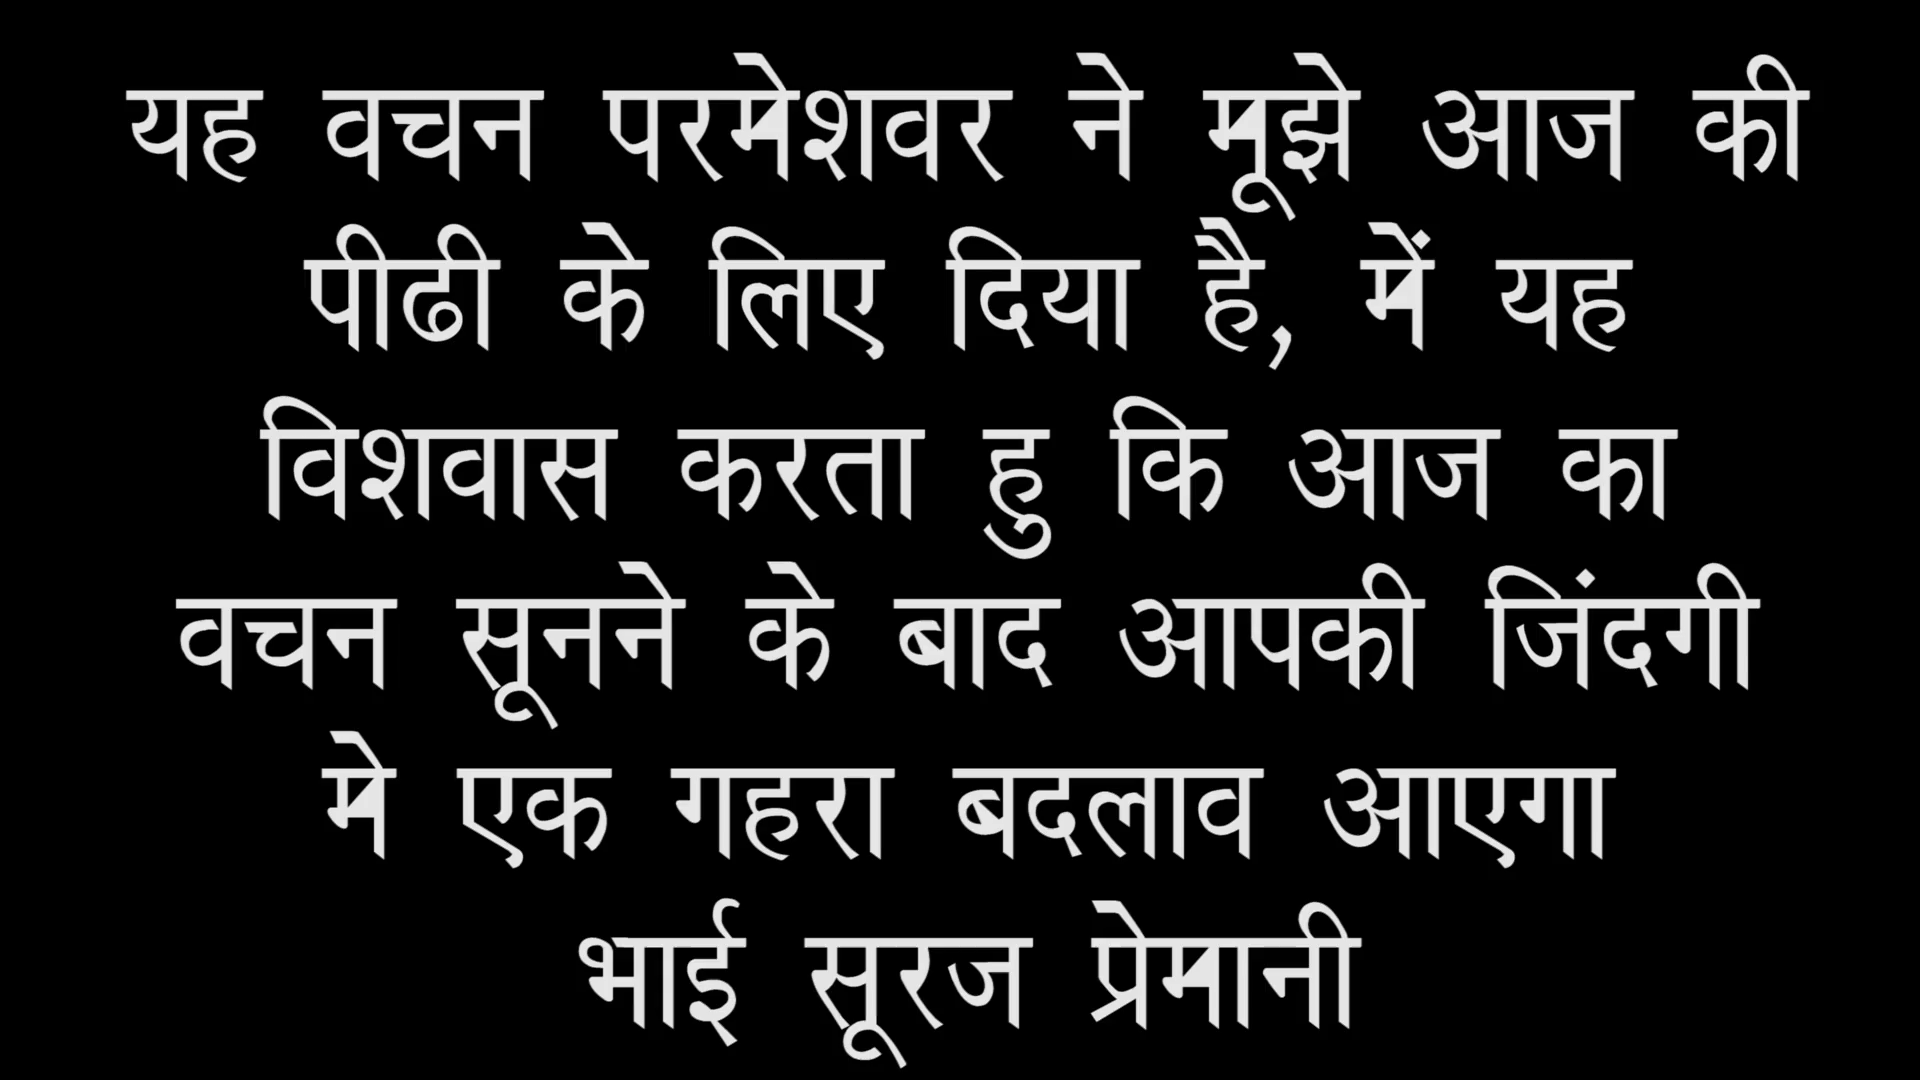 यह वचन परमेशवर ने मूझे आज की
पीढी के लिए दिया है, में यह
विशवास करता हु कि आज का
वचन सूनने के बाद आपकी जिंदगी
मे एक गहरा बदलाव आएगा
भाई सूरज प्रेमानी